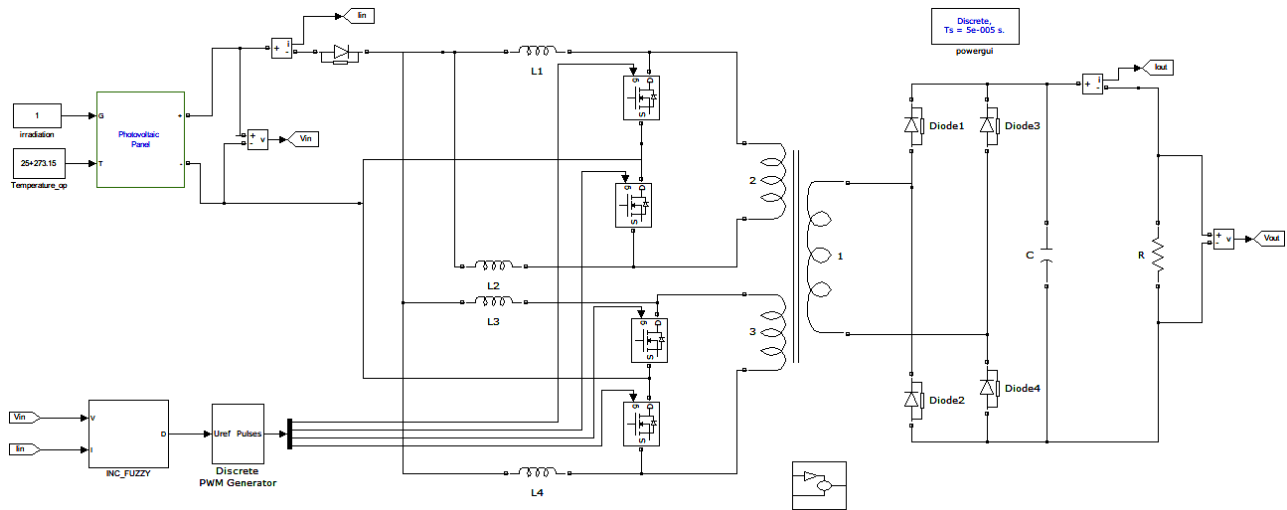 Iin
i
+
-
Discrete,
Ts = 5e-005 s.
powergui
L1
Iout
i
+
-
1
irradiation
G
Photovoltaic
Panel
+
T
-
25+273.15
Temperature_op
+
-
v
Vin
g
D
S
g
D
S
Diode1
Diode3
2
1
C
R
+
-
v
Vout
L2
L3
g
D
S
3
g
D
S
Diode2
Diode4
Vin
Iin
V
I
D
INC_FUZZY
Uref
Pulses
Discrete
PWM Generator
L4